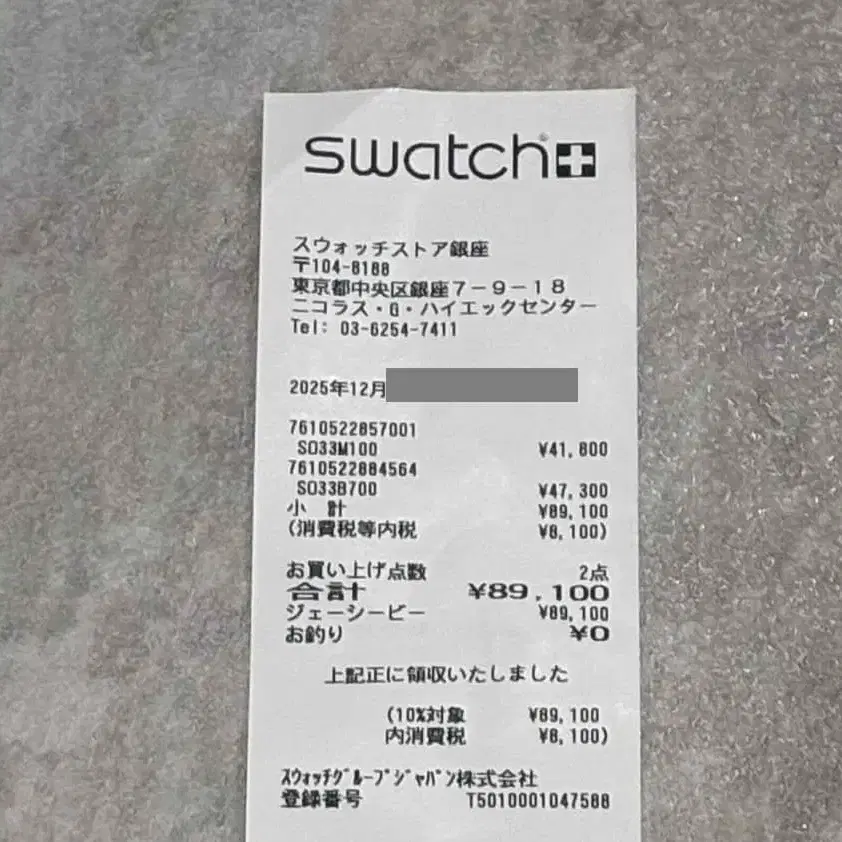 swatch
スウォッチストア銀座
〒104-8188
東京都中央区銀座7-9-18
ニコラス・G・ハイエックセンター
Tel: 03-6254-7411
2025年12月
7610522857001
SO33M100 ¥41,800
7610522884564
SO33B700 ¥47,300
小 計 ¥89,100
(消費税等内税 ¥8,100)
お買い上げ点数 2点
合計 ¥89,100
ジェーシービー ¥89,100
お釣り ¥0
上記正に領収いたしました
(10%対象 ¥89,100
内消費税 ¥8,100)
スウォッチグループジャパン株式会社
登録番号 T5010001047588